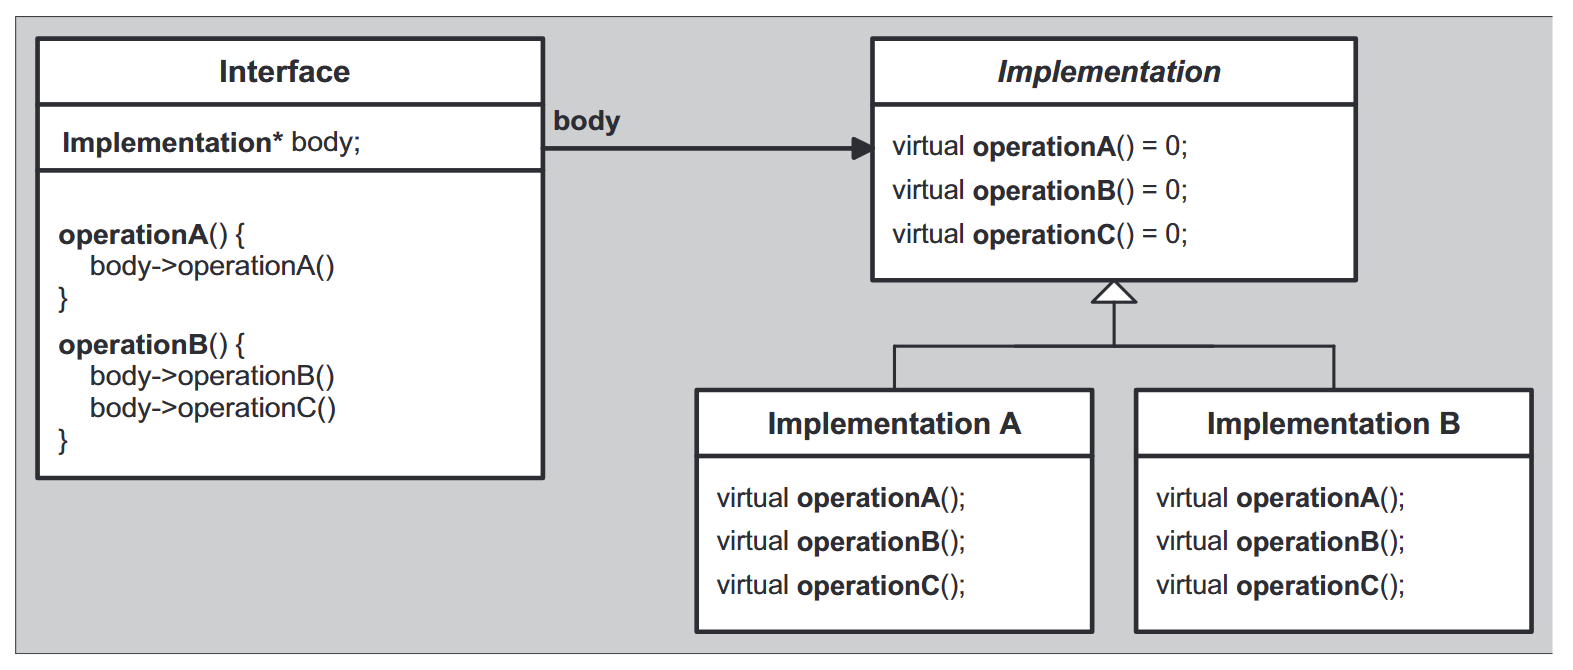 Interface
Implementation* body;
operationA() {
body->operationA()
}
operationB() {
body->operationB()
body->operationC()
}
body
Implementation
virtual operationA() = 0;
virtual operationB() = 0;
virtual operationC() = 0;
Implementation A
virtual operationA();
virtual operationB();
virtual operationC();
Implementation B
virtual operationA();
virtual operationB();
virtual operationC();